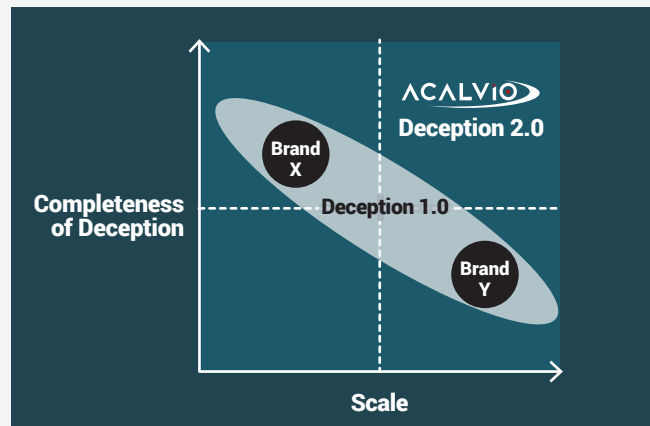 ACALVIO
Deception 2.0
Brand
X
Completeness
of Deception
Deception 1.0
Brand
Y
Scale